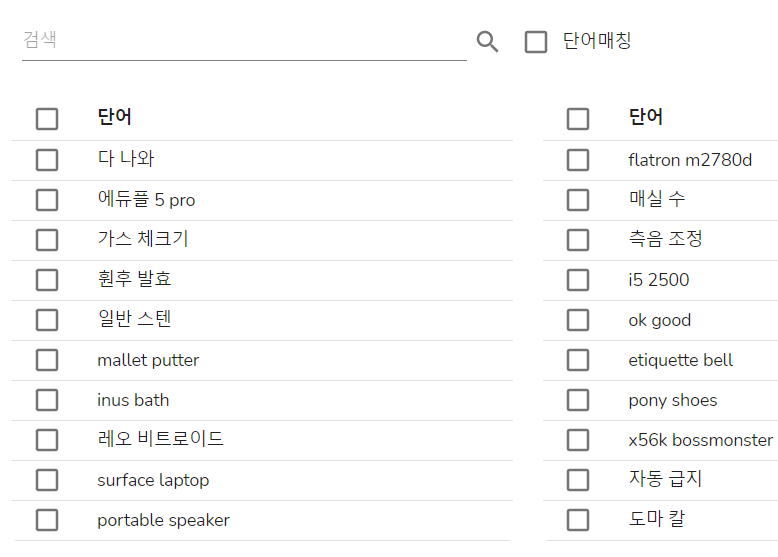 검색
단어매칭
단어
다 나와
에듀플 5 pro
가스 체크기
훤후 발효
일반 스텐
mallet putter
inus bath
레오 비트로이드
surface laptop
portable speaker
단어
flatron m2780d
매실 수
측음 조정
i5 2500
ok good
etiquette bell
pony shoes
x56k bossmonster
자동 급지
도마 칼